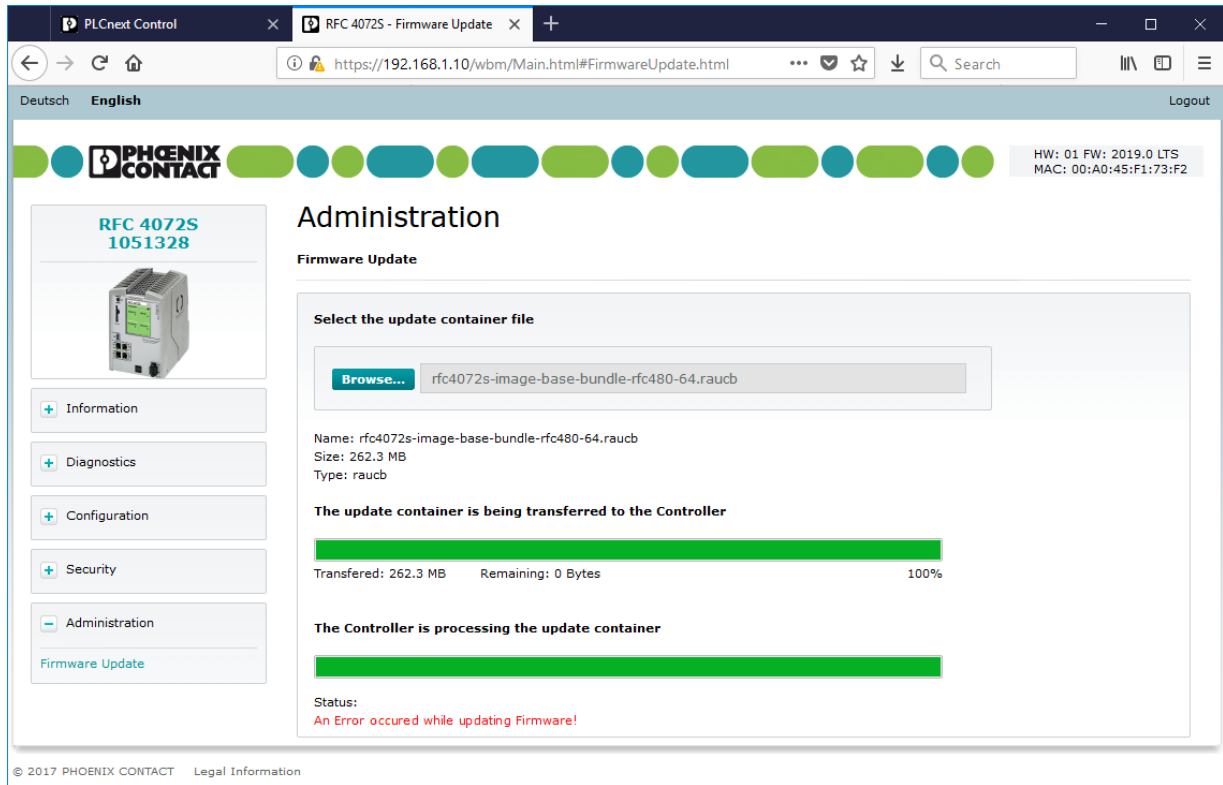 PLCnext Control
RFC 4072S - Firmware Update
https://192.168.1.10/wbm/Main.html#FirmwareUpdate.html
Search
Deutsch English
Logout
PHŒNIX
CONTACT
HW: 01 FW: 2019.0 LTS
MAC: 00:A0:45:F1:73:F2
RFC 4072S
1051328
Information
Diagnostics
Configuration
Security
Administration
Firmware Update
Administration
Firmware Update
Select the update container file
Browse... rfc4072s-image-base-bundle-rfc480-64.raucb
Name: rfc4072s-image-base-bundle-rfc480-64.raucb
Size: 262.3 MB
Type: raucb
The update container is being transferred to the Controller
Transfered: 262.3 MB Remaining: 0 Bytes 100%
The Controller is processing the update container
Status:
An Error occured while updating Firmware!
© 2017 PHOENIX CONTACT Legal Information